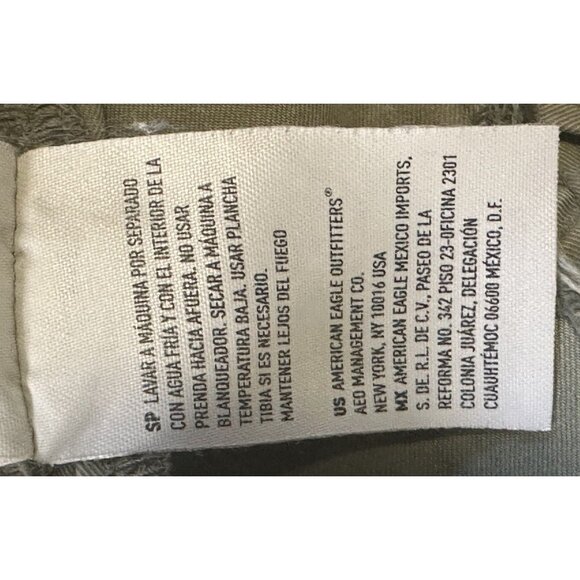 SP LAVAR A MÁQUINA POR SEPARADO
CON AGUA FRÍA Y CON EL INTERIOR DE LA
PRENDA HACIA AFUERA. NO USAR
BLANQUEADOR. SECAR A MÁQUINA A
TEMPERATURA BAJA. USAR PLANCHA
TIBIA SI ES NECESARIO.
MANTENER LEJOS DEL FUEGO
US AMERICAN EAGLE OUTFITTERS®
AEO MANAGEMENT CO.
NEW YORK, NY 10016 USA
MX AMERICAN EAGLE MEXICO IMPORTS,
S. DE. R.L. DE C.V., PASEO DE LA
REFORMA NO. 342 PISO 23-OFICINA 2301
COLONIA JUÁREZ, DELEGACIÓN
CUAUHTÉMOC 06600 MÉXICO, D.F.